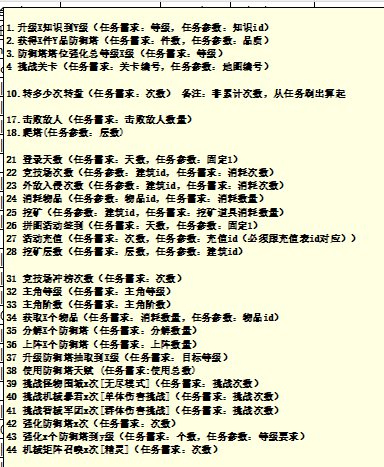 1. 升级X知识到Y级（任务需求：等级，任务参数：知识id）
2. 获得X件Y品防御塔（任务需求：件数，任务参数：品质）
3. 防御塔塔位强化总等级X级（任务需求：等级）
4 挑战关卡（任务需求：关卡编号，任务参数：地图编号）
10.转多少次转盘（任务需求：次数） 备注：非累计次数，从任务刷出算起
17.击败敌人（任务需求：击败敌人数量）
18.爬塔(任务参数：层数)
21 登录天数（任务需求：天数，任务参数：固定1）
22 竞技场次数（任务参数：建筑id，任务需求：消耗次数）
23 外敌入侵次数（任务参数：建筑id，任务需求：消耗次数）
24 消耗物品（任务参数：物品id，任务需求：消耗数量）
25 挖矿（任务参数：建筑id，任务需求：挖矿道具消耗数量）
26 拼图活动签到（任务需求：天数，任务参数：固定1）
27 活动充值（任务需求：次数，任务参数：充值id（必须跟充值表id对应））
28 挖矿层数（任务需求：层数，任务参数：建筑id）
31 竞技场冲榜次数（任务需求：次数）
32 主角等级（任务需求：主角等级）
33 主角阶数（任务需求：主角阶数）
34 获取X个物品（任务需求：消耗数量，任务参数：物品id）
35 分解X个防御塔（任务需求：分解数量）
36 上阵X个防御塔（任务需求：上阵数量）
37 升级防御塔抽取到X级（任务需求：目标等级）
38 使用防御塔天赋（任务需求:使用总数）
39 挑战怪物围城x次[无尽模式]（任务需求：挑战次数）
40 挑战机械暴君x次[单体伤害挑战]（任务需求：挑战次数）
41 挑战智械军团x次[群体伤害挑战]（任务需求：挑战次数）
42 强化防御塔x次（任务需求：次数）
43 强化x个防御塔到y级（任务需求：个数，任务参数：等级要求）
44 机械矩阵召唤x次[精灵]（任务需求：次数）